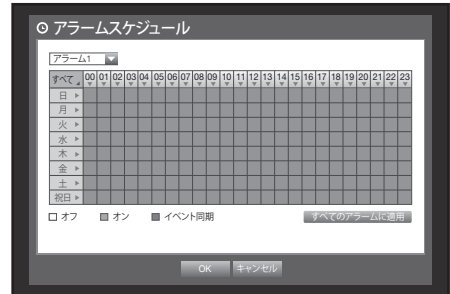 アラームスケジュール
アラーム1
すべて 00 01 02 03 04 05 06 07 08 09 10 11 12 13 14 15 16 17 18 19 20 21 22 23
日
月
火
水
木
金
土
祝日
オフ オン イベント同期 すべてのアラームに適用
OK キャンセル